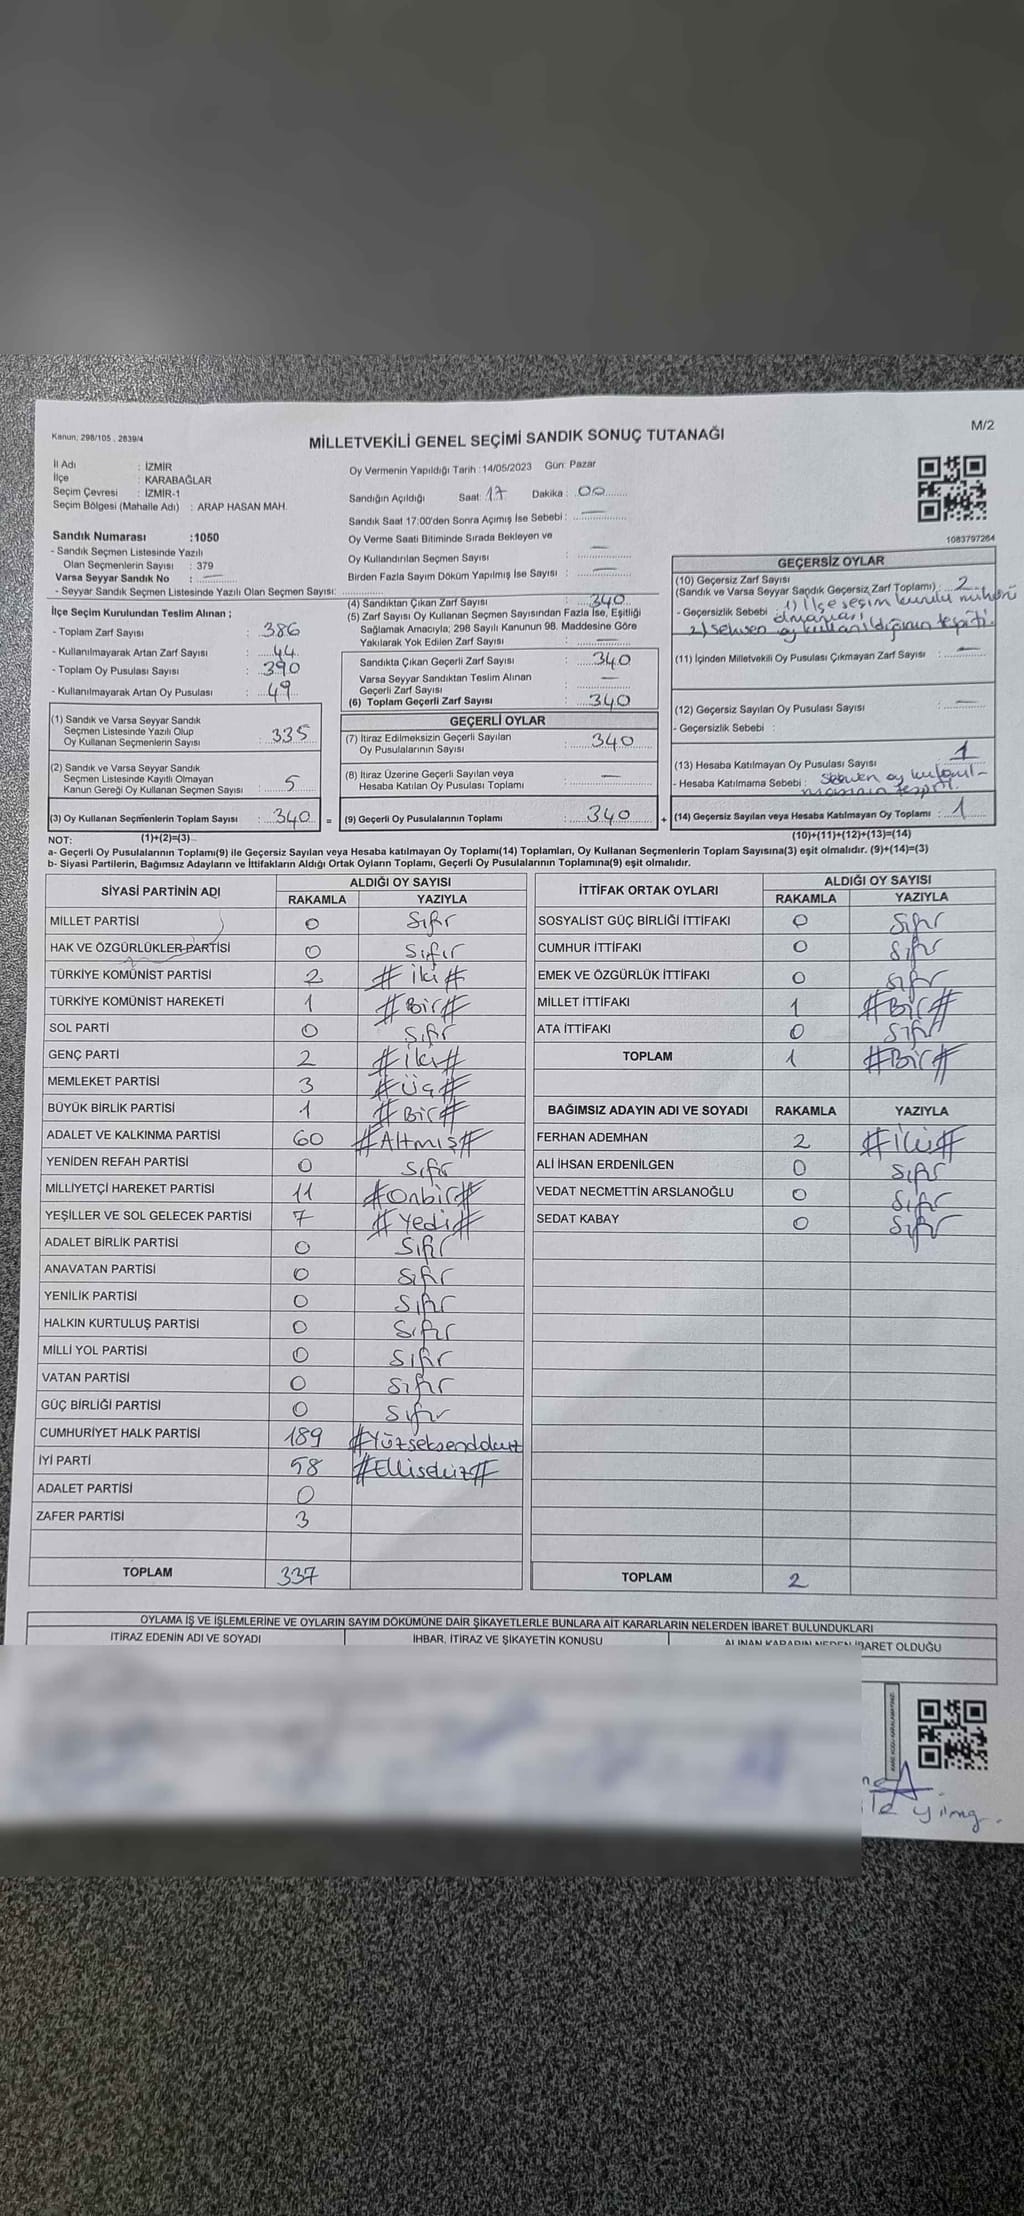 Kanun: 298/105 , 2839/4
M/2
MİLLETVEKİLİ GENEL SEÇİMİ SANDIK SONUÇ TUTANAĞI
İl Adı : İZMİR
İlçe : KARABAĞLAR
Seçim Çevresi : İZMİR-1
Seçim Bölgesi (Mahalle Adı) : ARAP HASAN MAH.
Sandık Numarası :1050
- Sandık Seçmen Listesinde Yazılı
Olan Seçmenlerin Sayısı : 379
Varsa Seyyar Sandık No : —
- Seyyar Sandık Seçmen Listesinde Yazılı Olan Seçmen Sayısı:
Oy Vermenin Yapıldığı Tarih :14/05/2023 Gün: Pazar
Sandığın Açıldığı Saat: 17 Dakika : 00
Sandık Saat 17:00'den Sonra Açımış İse Sebebi : —
Oy Verme Saati Bitiminde Sırada Bekleyen ve
Oy Kullandırılan Seçmen Sayısı : —
Birden Fazla Sayım Döküm Yapılmış İse Sayısı : —
1083797264
İlçe Seçim Kurulundan Teslim Alınan ;
- Toplam Zarf Sayısı : 386
- Kullanılmayarak Artan Zarf Sayısı : 44
- Toplam Oy Pusulası Sayısı : 390
- Kullanılmayarak Artan Oy Pusulası : 49
(1) Sandık ve Varsa Seyyar Sandık
Seçmen Listesinde Yazılı Olup
Oy Kullanan Seçmenlerin Sayısı : 335
(2) Sandık ve Varsa Seyyar Sandık
Seçmen Listesinde Kayıtlı Olmayan
Kanun Gereği Oy Kullanan Seçmen Sayısı : 5
(3) Oy Kullanan Seçmenlerin Toplam Sayısı : 340 =
(4) Sandıktan Çıkan Zarf Sayısı : 340
(5) Zarf Sayısı Oy Kullanan Seçmen Sayısından Fazla İse, Eşitliği
Sağlamak Amacıyla; 298 Sayılı Kanunun 98. Maddesine Göre
Yakılarak Yok Edilen Zarf Sayısı : —
Sandıkta Çıkan Geçerli Zarf Sayısı : 340
Varsa Seyyar Sandıktan Teslim Alınan
Geçerli Zarf Sayısı : —
(6) Toplam Geçerli Zarf Sayısı : 340
GEÇERLİ OYLAR
(7) İtiraz Edilmeksizin Geçerli Sayılan
Oy Pusulalarının Sayısı : 340
(8) İtiraz Üzerine Geçerli Sayılan veya
Hesaba Katılan Oy Pusulası Toplamı : —
(9) Geçerli Oy Pusulalarının Toplamı : 340 +
GEÇERSİZ OYLAR
(10) Geçersiz Zarf Sayısı
(Sandık ve Varsa Seyyar Sandık Geçersiz Zarf Toplamı) : 2
- Geçersizlik Sebebi : 1) ilçe seçim kurulu mührü
olmaması
2) sehven oy kullanıldığının tespiti.
(11) İçinden Milletvekili Oy Pusulası Çıkmayan Zarf Sayısı : —
(12) Geçersiz Sayılan Oy Pusulası Sayısı : —
- Geçersizlik Sebebi :
(13) Hesaba Katılmayan Oy Pusulası Sayısı 1
- Hesaba Katılmama Sebebi : Sehven oy
tespiti.
(14) Geçersiz Sayılan veya Hesaba Katılmayan Oy Toplamı : 1
NOT: (1)+(2)=(3) (10)+(11)+(12)+(13)=(14)
a- Geçerli Oy Pusulalarının Toplamı(9) ile Geçersiz Sayılan veya Hesaba katılmayan Oy Toplamı(14) Toplamları, Oy Kullanan Seçmenlerin Toplam Sayısına(3) eşit olmalıdır. (9)+(14)=(3)
b- Siyasi Partilerin, Bağımsız Adayların ve İttifakların Aldığı Ortak Oyların Toplamı, Geçerli Oy Pusulalarının Toplamına(9) eşit olmalıdır.
SİYASİ PARTİNİN ADI ALDIĞI OY SAYISI
RAKAMLA YAZIYLA
MİLLET PARTİSİ 0 Sıfır
HAK VE ÖZGÜRLÜKLER PARTİSİ 0 Sıfır
TÜRKİYE KOMÜNİST PARTİSİ 2 #iki#
TÜRKİYE KOMÜNİST HAREKETİ 1 #Bir#
SOL PARTİ 0 Sıfır
GENÇ PARTİ 2 #iki#
MEMLEKET PARTİSİ 3 #Üç#
BÜYÜK BİRLİK PARTİSİ 1 #Bir#
ADALET VE KALKINMA PARTİSİ 60 #Altmış#
YENİDEN REFAH PARTİSİ 0 Sıfır
MİLLİYETÇİ HAREKET PARTİSİ 11 #Onbir#
YEŞİLLER VE SOL GELECEK PARTİSİ 7 #Yedi#
ADALET BİRLİK PARTİSİ 0 Sıfır
ANAVATAN PARTİSİ 0 Sıfır
YENİLİK PARTİSİ 0 Sıfır
HALKIN KURTULUŞ PARTİSİ 0 Sıfır
MİLLİ YOL PARTİSİ 0 Sıfır
VATAN PARTİSİ 0 Sıfır
GÜÇ BİRLİĞİ PARTİSİ 0 Sıfır
CUMHURİYET HALK PARTİSİ 189
İYİ PARTİ 58
ADALET PARTİSİ 0
ZAFER PARTİSİ 3
TOPLAM 337
İTTİFAK ORTAK OYLARI ALDIĞI OY SAYISI
RAKAMLA YAZIYLA
SOSYALİST GÜÇ BİRLİĞİ İTTİFAKI 0 Sıfır
CUMHUR İTTİFAKI 0 Sıfır
EMEK VE ÖZGÜRLÜK İTTİFAKI 0 Sıfır
MİLLET İTTİFAKI 1 #Bir#
ATA İTTİFAKI 0 Sıfır
TOPLAM 1 #Bir#
BAĞIMSIZ ADAYIN ADI VE SOYADI RAKAMLA YAZIYLA
FERHAN ADEMHAN 2 #iki#
ALİ İHSAN ERDENİLGEN 0 Sıfır
VEDAT NECMETTİN ARSLANOĞLU 0 Sıfır
SEDAT KABAY 0 Sıfır
TOPLAM 2
OYLAMA İŞ VE İŞLEMLERİNE VE OYLARIN SAYIM DÖKÜMÜNE DAİR ŞİKAYETLERLE BUNLARA AİT KARARLARIN NELERDEN İBARET BULUNDUKLARI
İTİRAZ EDENİN ADI VE SOYADI İHBAR, İTİRAZ VE ŞİKAYETİN KONUSU ALINAN KARARIN NEDEN İBARET OLDUĞU